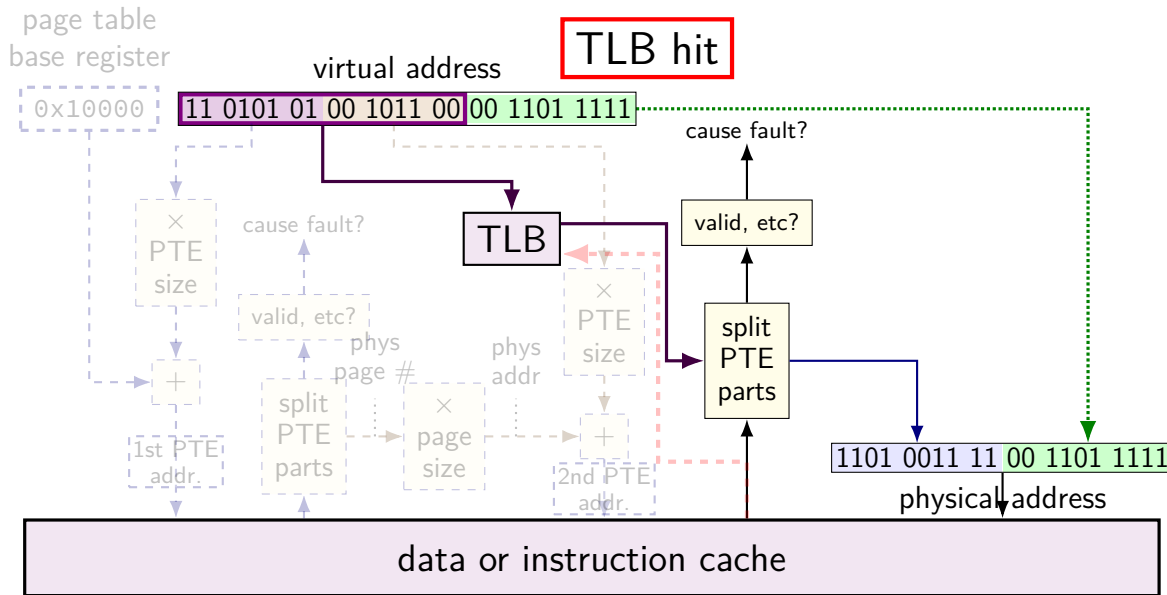 page table
base register
TLB hit
virtual address
0x10000
11 0101 01 00 1011 00 00 1101 1111
cause fault?
×
PTE
size
cause fault?
TLB
valid, etc?
×
PTE
size
valid, etc?
split
PTE
parts
phys
page #
phys
addr
+
split
PTE
parts
×
page
size
+
1st PTE
addr.
2nd PTE
addr.
1101 0011 11 00 1101 1111
physical address
data or instruction cache